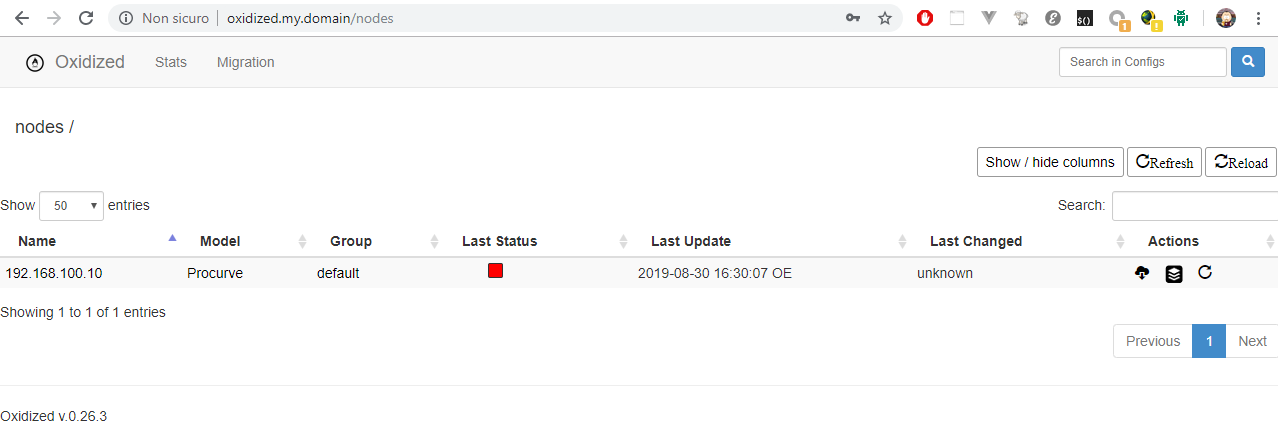 Non sicuro | oxidized.my.domain/nodes
$() 1 !
Oxidized Stats Migration Search in Configs
nodes /
Show / hide columns Refresh Reload
Show 50 entries Search:
Name Model Group Last Status Last Update Last Changed Actions
192.168.100.10 Procurve default 2019-08-30 16:30:07 OE unknown
Showing 1 to 1 of 1 entries
Previous 1 Next
Oxidized v.0.26.3